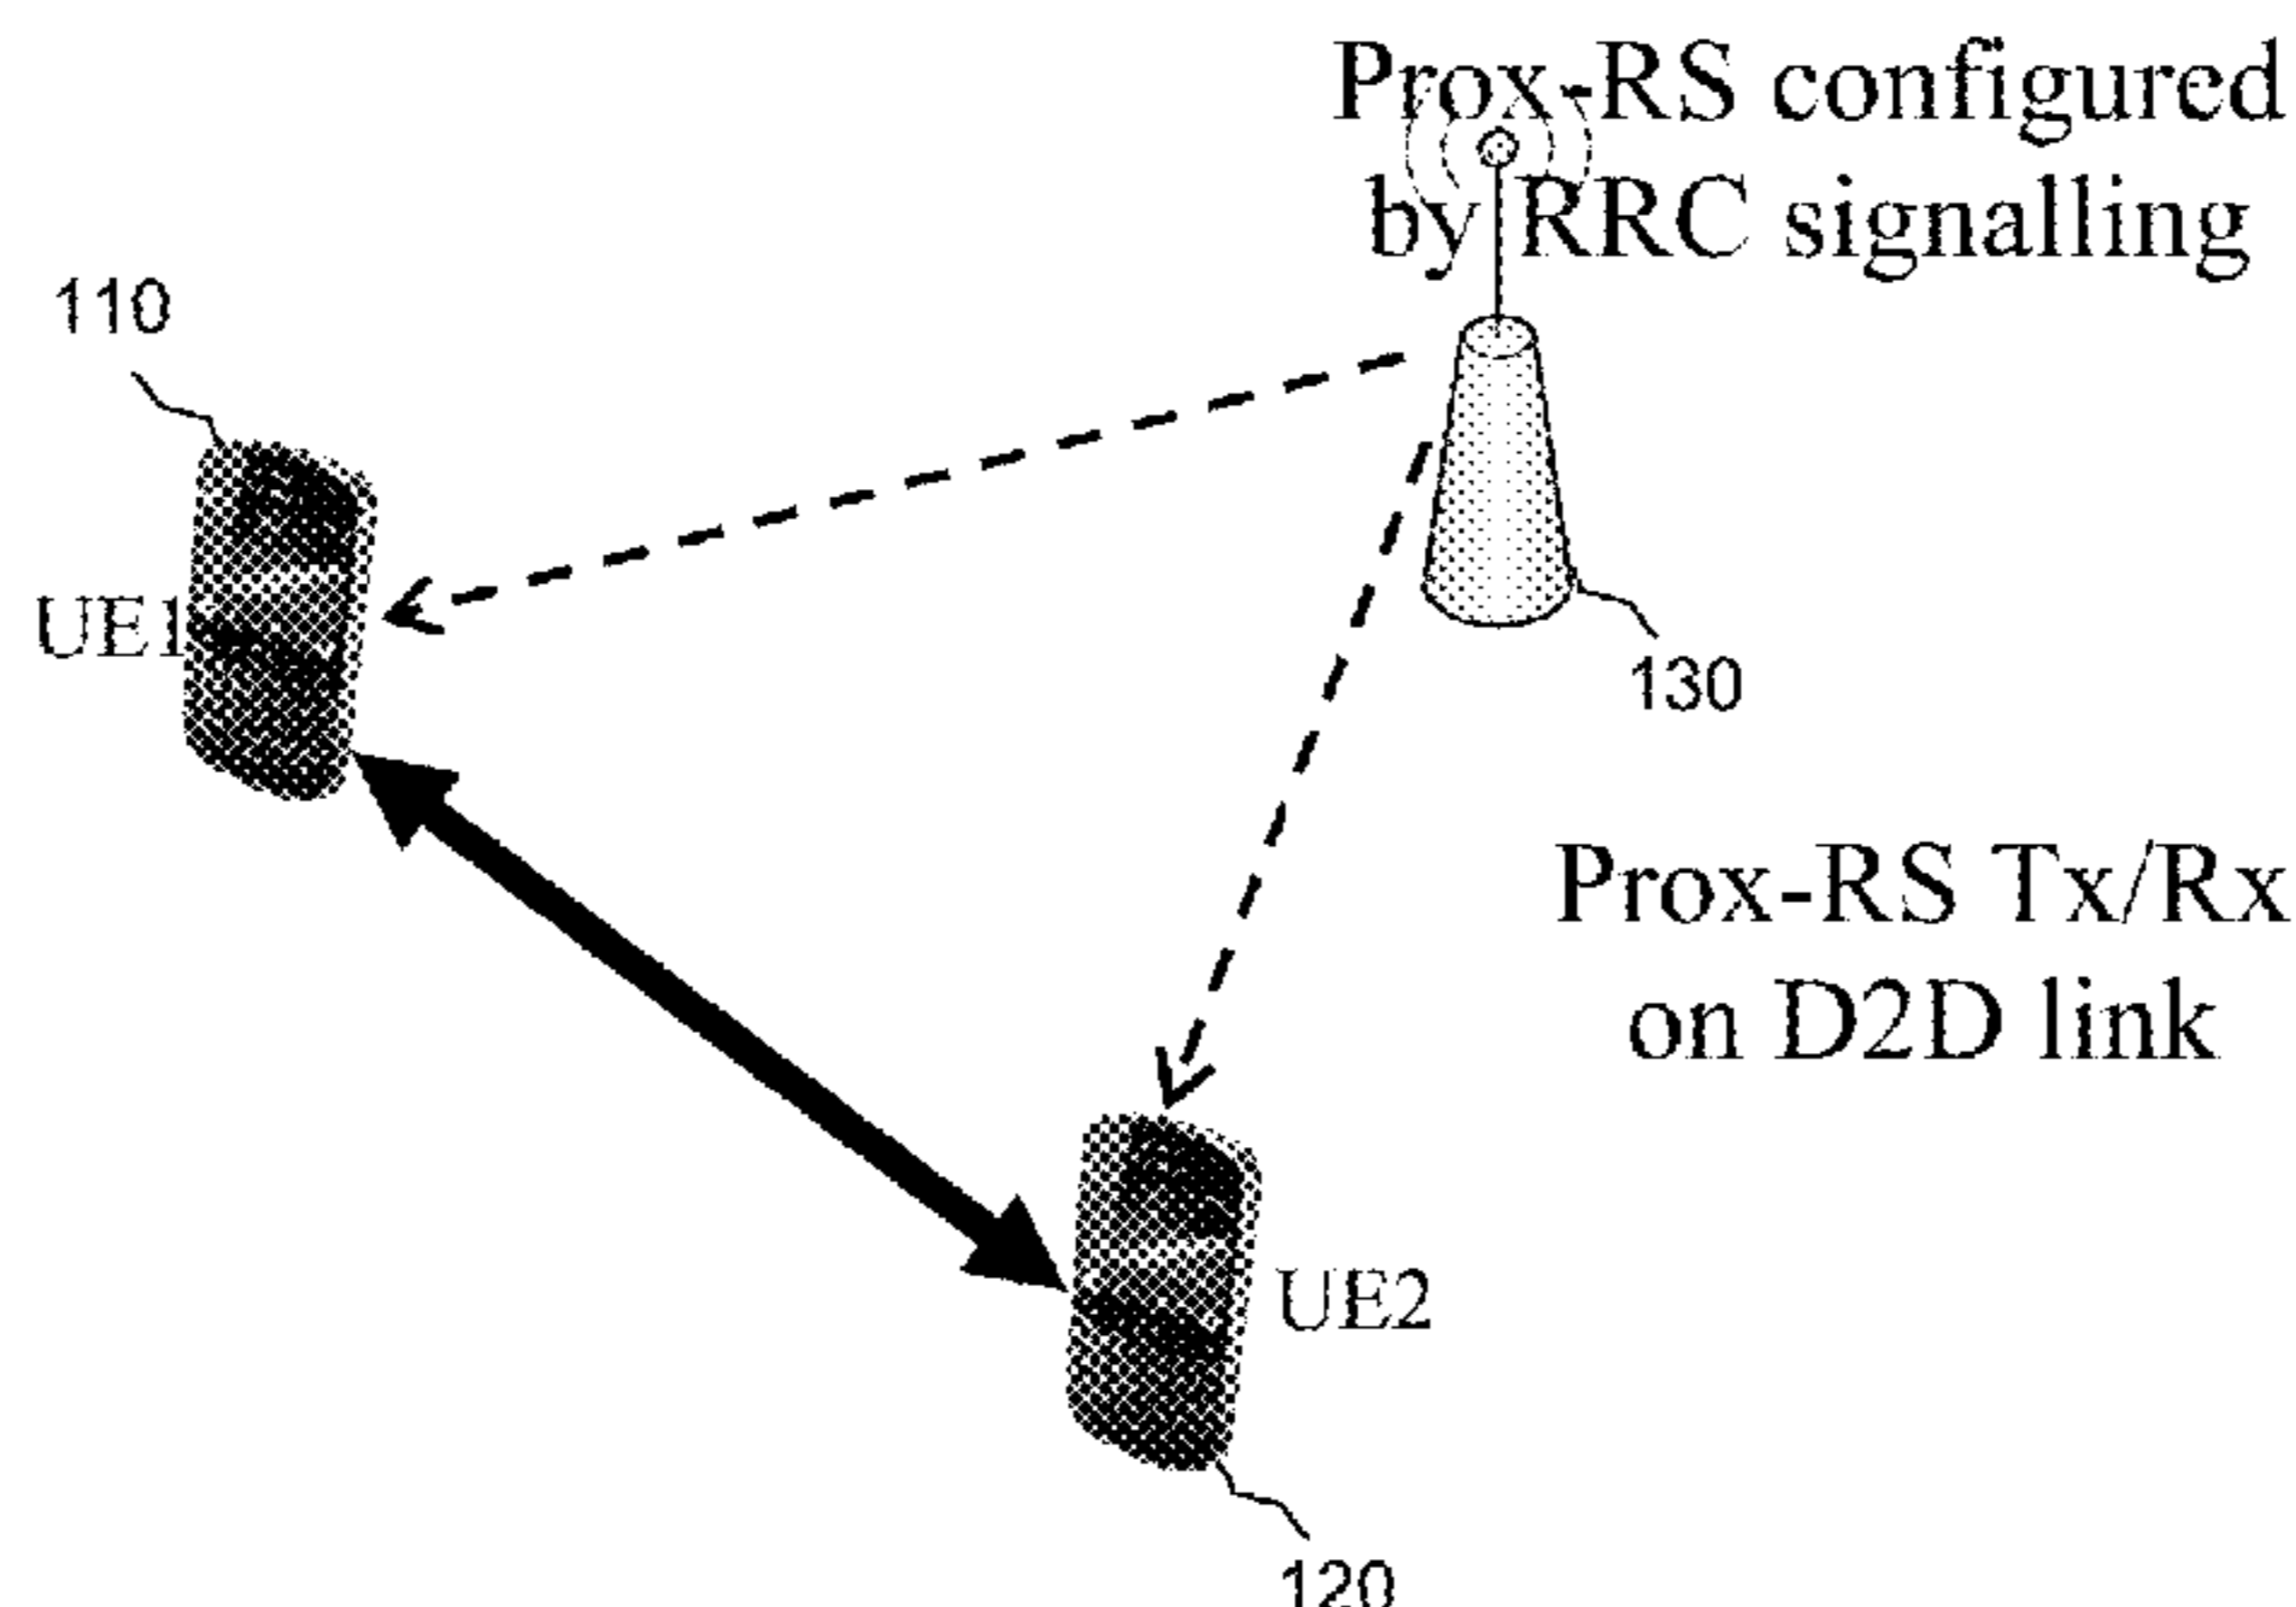 Prox-RS configured
by RRC signalling
110
UE1
130
Prox-RS Tx/Rx
on D2D link
UE2
120